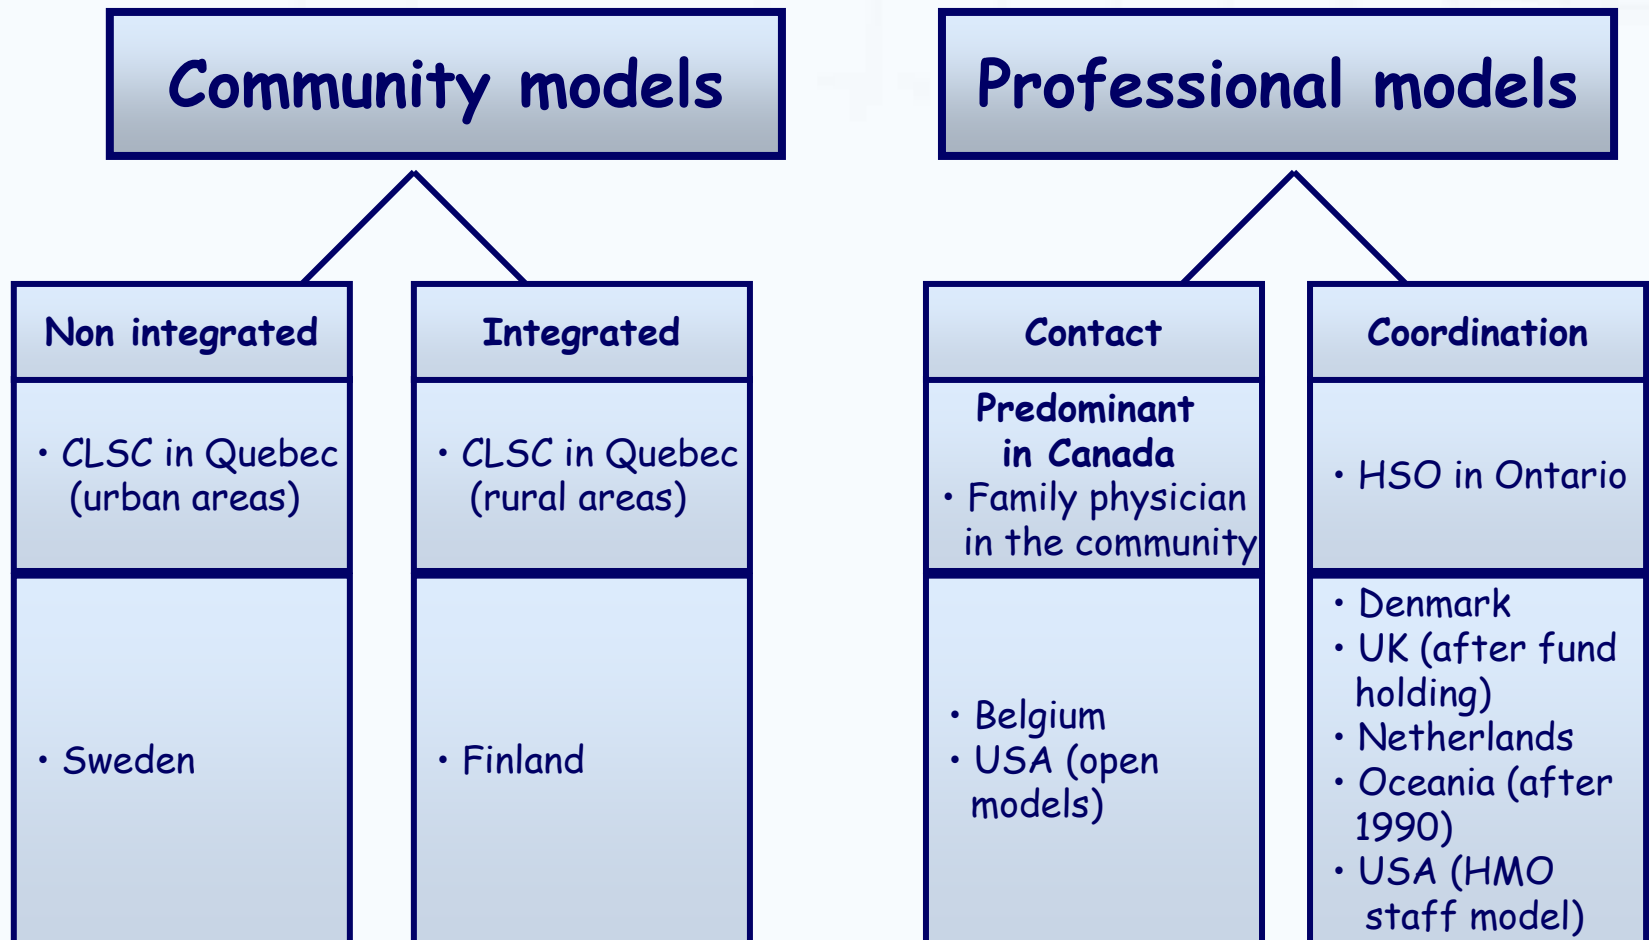 Community models
Non integrated
• CLSC in Quebec
(urban areas)
• Sweden
Integrated
• CLSC in Quebec
(rural areas)
• Finland
Professional models
Contact
Predominant
in Canada
• Family physician
in the community
• Belgium
• USA (open
models)
Coordination
• HSO in Ontario
• Denmark
• UK (after fund
holding)
• Netherlands
• Oceania (after
1990)
• USA (HMO
staff model)